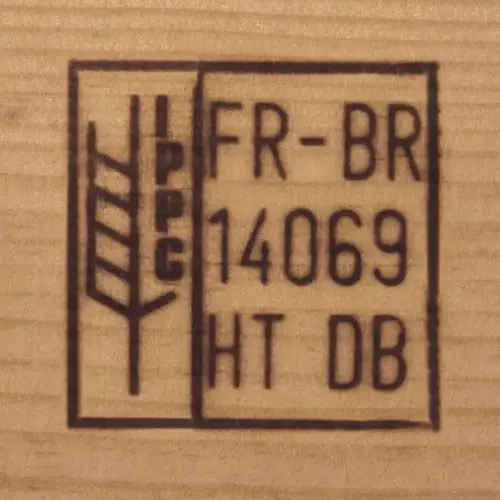 IPPC
FR-BR
14069
HT DB